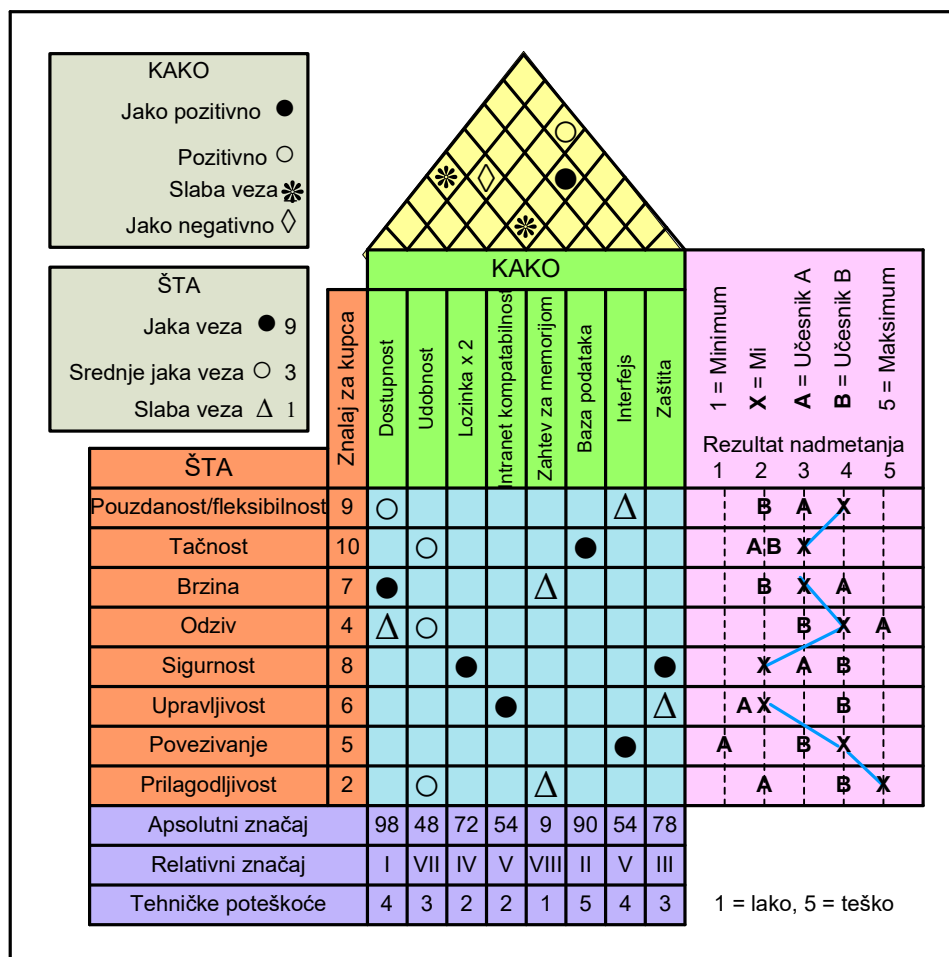 KAKO
Jako pozitivno ●
Pozitivno ○
Slaba veza ❋
Jako negativno ◊
ŠTA
Jaka veza ● 9
Srednje jaka veza ○ 3
Slaba veza Δ 1
KAKO
Znalaj za kupca
Dostupnost
Udobnost
Lozinka x 2
Intranet kompatabilnost
Zahtev za memorijom
Baza podataka
Interfejs
Zaštita
1 = Minimum
X = Mi
A = Učesnik A
B = Učesnik B
5 = Maksimum
Rezultat nadmetanja
1 2 3 4 5
ŠTA
Pouzdanost/fleksibilnost 9 ○ Δ B A X
Tačnost 10 ○ ● A B X
Brzina 7 ● Δ B X A
Odziv 4 Δ ○ B X A
Sigurnost 8 ● ● X A B
Upravljivost 6 ● Δ A X B
Povezivanje 5 ● A B X
Prilagodljivost 2 ○ Δ A B X
Apsolutni značaj 98 48 72 54 9 90 54 78
Relativni značaj I VII IV V VIII II V III
Tehničke poteškoće 4 3 2 2 1 5 4 3
1 = lako, 5 = teško